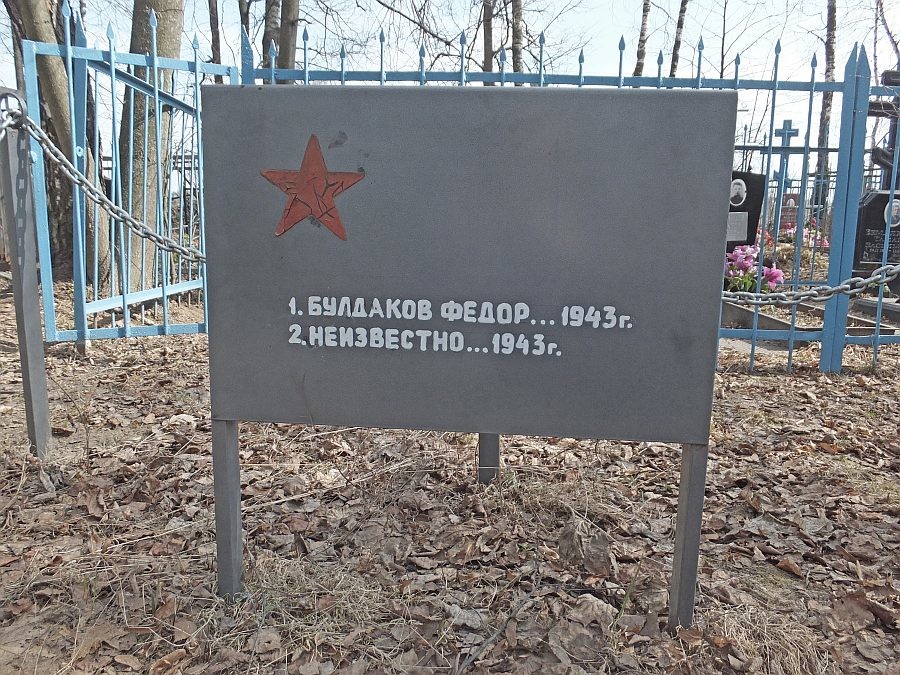 1. БУЛДАКОВ ФЕДОР... 1943г.
2. НЕИЗВЕСТНО... 1943г.